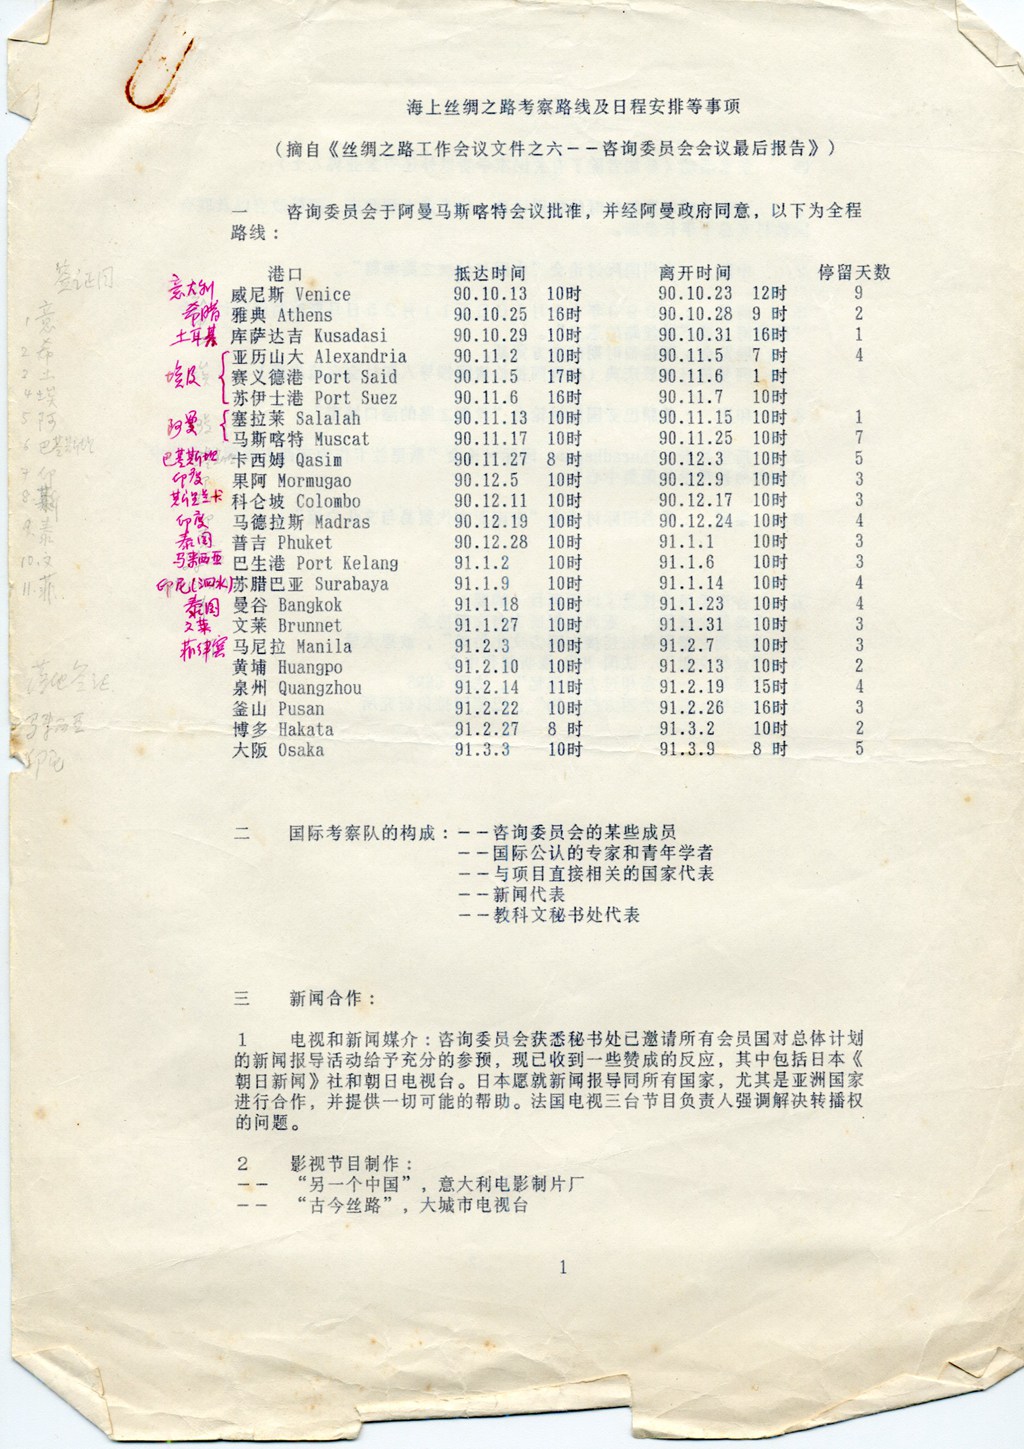 海上丝绸之路考察路线及日程安排等事项
（摘自《丝绸之路工作会议文件之六－－咨询委员会会议最后报告》）
一 咨询委员会于阿曼马斯喀特会议批准，并经阿曼政府同意，以下为全程
路线：
港口 抵达时间 离开时间 停留天数
意大利 威尼斯 Venice 90.10.13 10时 90.10.23 12时 9
希腊 雅典 Athens 90.10.25 16时 90.10.28 9 时 2
土耳其 库萨达吉 Kusadasi 90.10.29 10时 90.10.31 16时 1
亚历山大 Alexandria 90.11.2 10时 90.11.5 7 时 4
埃及 赛义德港 Port Said 90.11.5 17时 90.11.6 1 时
苏伊士港 Port Suez 90.11.6 16时 90.11.7 10时
阿曼 塞拉莱 Salalah 90.11.13 10时 90.11.15 10时 1
马斯喀特 Muscat 90.11.17 10时 90.11.25 10时 7
巴基斯坦 卡西姆 Qasim 90.11.27 8 时 90.12.3 10时 5
印度 果阿 Mormugao 90.12.5 10时 90.12.9 10时 3
斯里兰卡 科仑坡 Colombo 90.12.11 10时 90.12.17 10时 3
印度 马德拉斯 Madras 90.12.19 10时 90.12.24 10时 4
泰国 普吉 Phuket 90.12.28 10时 91.1.1 10时 3
马来西亚 巴生港 Port Kelang 91.1.2 10时 91.1.6 10时 3
印尼(泗水) 苏腊巴亚 Surabaya 91.1.9 10时 91.1.14 10时 4
泰国 曼谷 Bangkok 91.1.18 10时 91.1.23 10时 4
文莱 文莱 Brunnet 91.1.27 10时 91.1.31 10时 3
菲律宾 马尼拉 Manila 91.2.3 10时 91.2.7 10时 3
黄埔 Huangpo 91.2.10 10时 91.2.13 10时 2
泉州 Quangzhou 91.2.14 11时 91.2.19 15时 4
釜山 Pusan 91.2.22 10时 91.2.26 16时 3
博多 Hakata 91.2.27 8 时 91.3.2 10时 2
大阪 Osaka 91.3.3 10时 91.3.9 8 时 5
1 意
2 希
3 土
4 埃
5 阿
6 巴基斯坦
7 印
8 斯
9 泰
10 文
11 菲
马来西亚
印尼
二 国际考察队的构成：－－咨询委员会的某些成员
－－国际公认的专家和青年学者
－－与项目直接相关的国家代表
－－新闻代表
－－教科文秘书处代表
三 新闻合作：
1 电视和新闻媒介：咨询委员会获悉秘书处已邀请所有会员国对总体计划
的新闻报导活动给予充分的参预，现已收到一些赞成的反应，其中包括日本《
朝日新闻》社和朝日电视台。日本愿就新闻报导同所有国家，尤其是亚洲国家
进行合作，并提供一切可能的帮助。法国电视三台节目负责人强调解决转播权
的问题。
2 影视节目制作：
－－ “另一个中国”，意大利电影制片厂
－－ “古今丝路”，大城市电视台
1